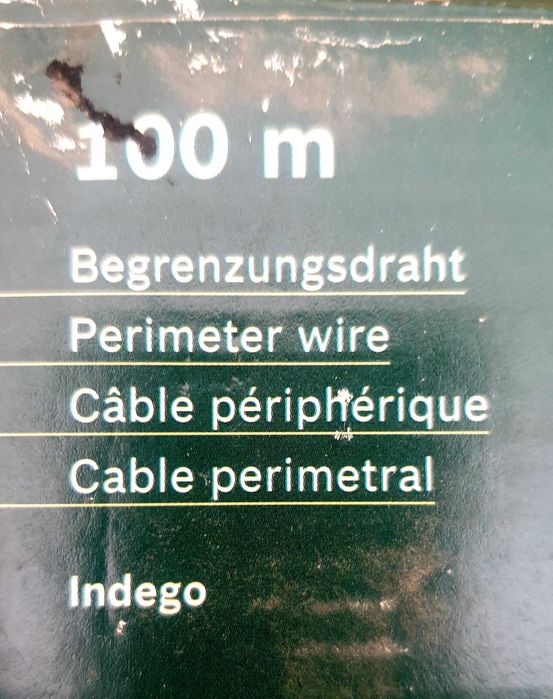 100 m
Begrenzungsdraht
Perimeter wire
Câble périphérique
Cable perimetral
Indego